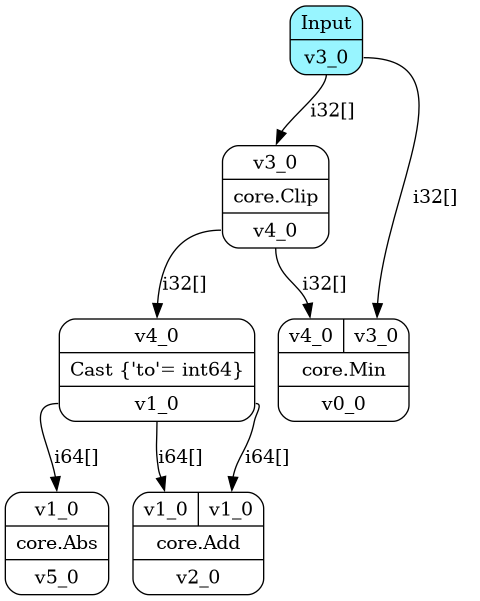 Input
v3_0
i32[]
v3_0
core.Clip
v4_0
i32[]
i32[]
i32[]
v4_0
Cast {'to'= int64}
v1_0
v4_0 v3_0
core.Min
v0_0
i64[]
i64[]
i64[]
v1_0
core.Abs
v5_0
v1_0 v1_0
core.Add
v2_0